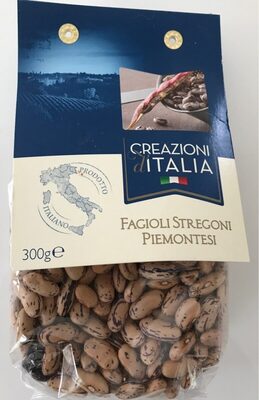 CREAZIONI
d'ITALIA
PRODOTTO
ITALIANO
FAGIOLI STREGONI
PIEMONTESI
300g℮